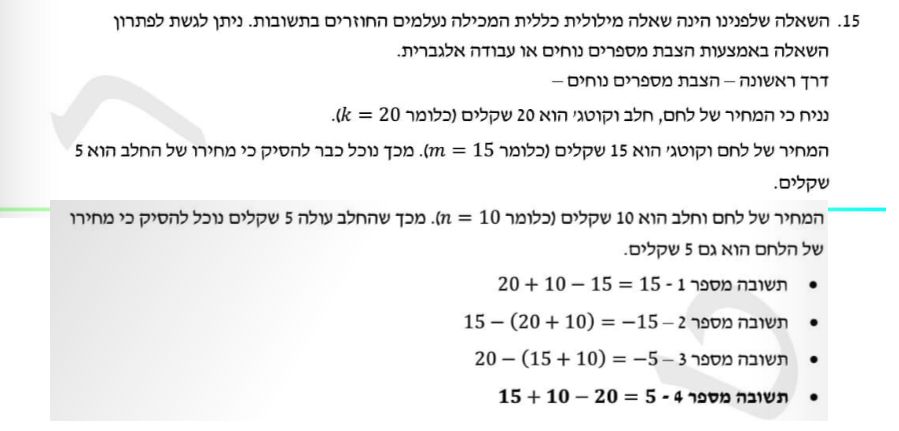 15. השאלה שלפנינו הינה שאלה מילולית כללית המכילה נעלמים החוזרים בתשובות. ניתן לגשת לפתרון
השאלה באמצעות הצבת מספרים נוחים או עבודה אלגברית.
דרך ראשונה – הצבת מספרים נוחים –
נניח כי המחיר של לחם, חלב וקוטג' הוא 20 שקלים (כלומר k = 20).
המחיר של לחם וקוטג' הוא 15 שקלים (כלומר m = 15). מכך נוכל כבר להסיק כי מחירו של החלב הוא 5
שקלים.
המחיר של לחם וחלב הוא 10 שקלים (כלומר n = 10). מכך שהחלב עולה 5 שקלים נוכל להסיק כי מחירו
של הלחם הוא גם 5 שקלים.
• תשובה מספר 1 - 20 + 10 − 15 = 15
• תשובה מספר 2 – 15 − (20 + 10) = −15
• תשובה מספר 3 – 20 − (15 + 10) = −5
• תשובה מספר 4 - 15 + 10 − 20 = 5